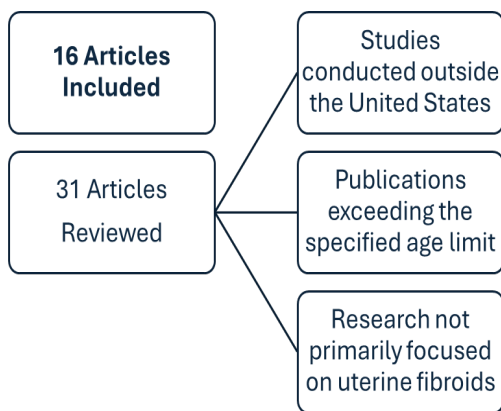 16 Articles
Included
31 Articles
Reviewed
Studies
conducted outside
the United States
Publications
exceeding the
specified age limit
Research not
primarily focused
on uterine fibroids